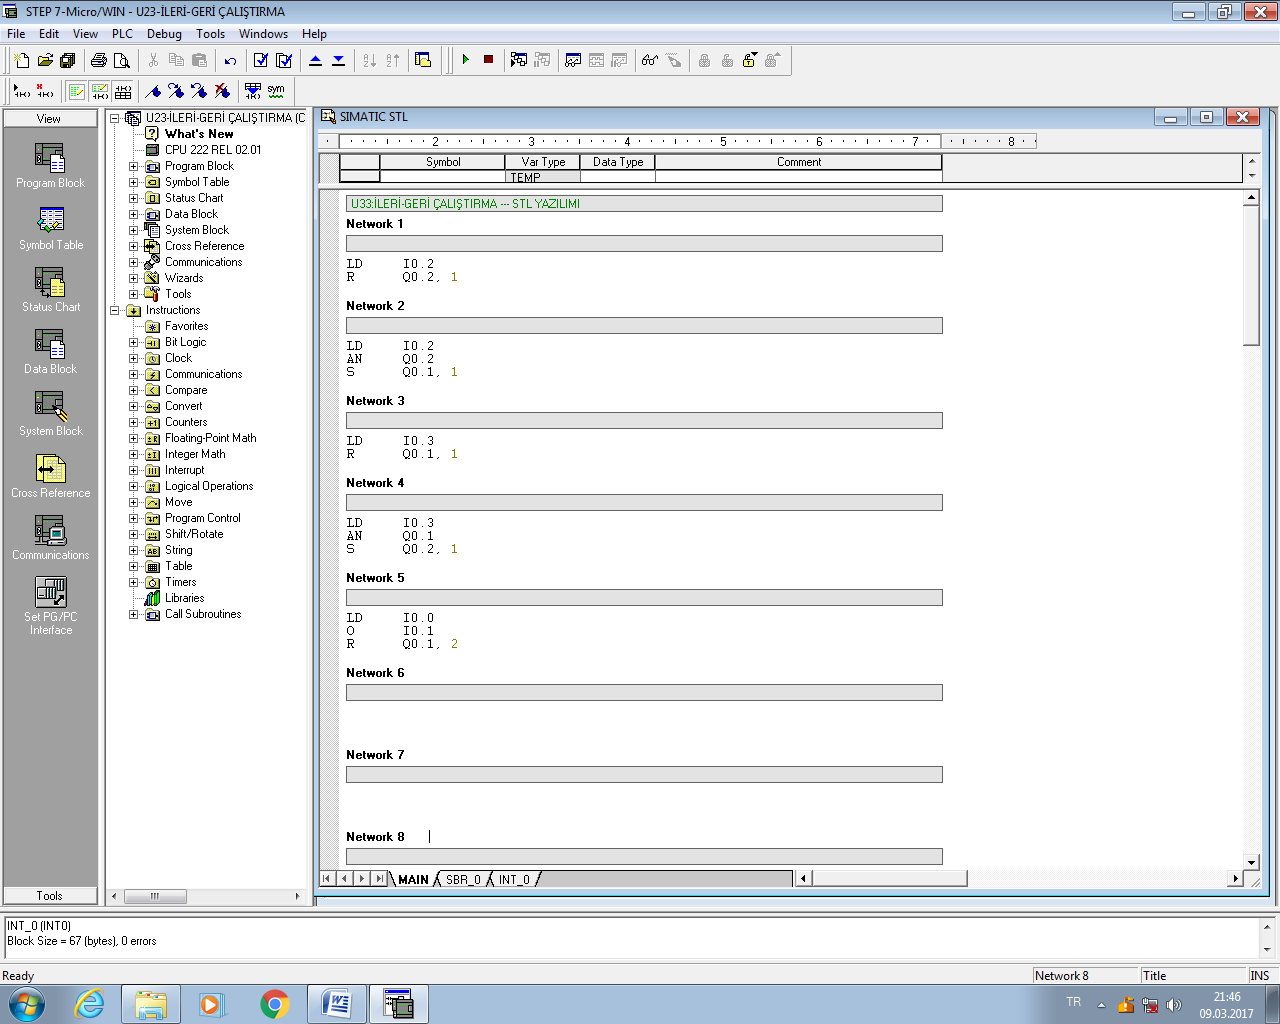 STEP 7-Micro/WIN - U23-İLERİ-GERİ ÇALIŞTIRMA
File Edit View PLC Debug Tools Windows Help
sym
View
Program Block
Symbol Table
Status Chart
Data Block
System Block
Cross Reference
Communications
Set PG/PC
Interface
Tools
U23-İLERİ-GERİ ÇALIŞTIRMA (C
What's New
CPU 222 REL 02.01
Program Block
Symbol Table
Status Chart
Data Block
System Block
Cross Reference
Communications
Wizards
Tools
Instructions
Favorites
Bit Logic
Clock
Communications
Compare
Convert
Counters
Floating-Point Math
Integer Math
Interrupt
Logical Operations
Move
Program Control
Shift/Rotate
String
Table
Timers
Libraries
Call Subroutines
SIMATIC STL
2 3 4 5 6 7 8
Symbol Var Type Data Type Comment
TEMP
U33:İLERİ-GERİ ÇALIŞTIRMA --- STL YAZILIMI
Network 1
LD I0.2
R Q0.2, 1
Network 2
LD I0.2
AN Q0.2
S Q0.1, 1
Network 3
LD I0.3
R Q0.1, 1
Network 4
LD I0.3
AN Q0.1
S Q0.2, 1
Network 5
LD I0.0
O I0.1
R Q0.1, 2
Network 6
Network 7
Network 8
MAIN SBR_0 INT_0
INT_0 (INT0)
Block Size = 67 (bytes), 0 errors
Ready Network 8 Title INS
TR 21:46
09.03.2017